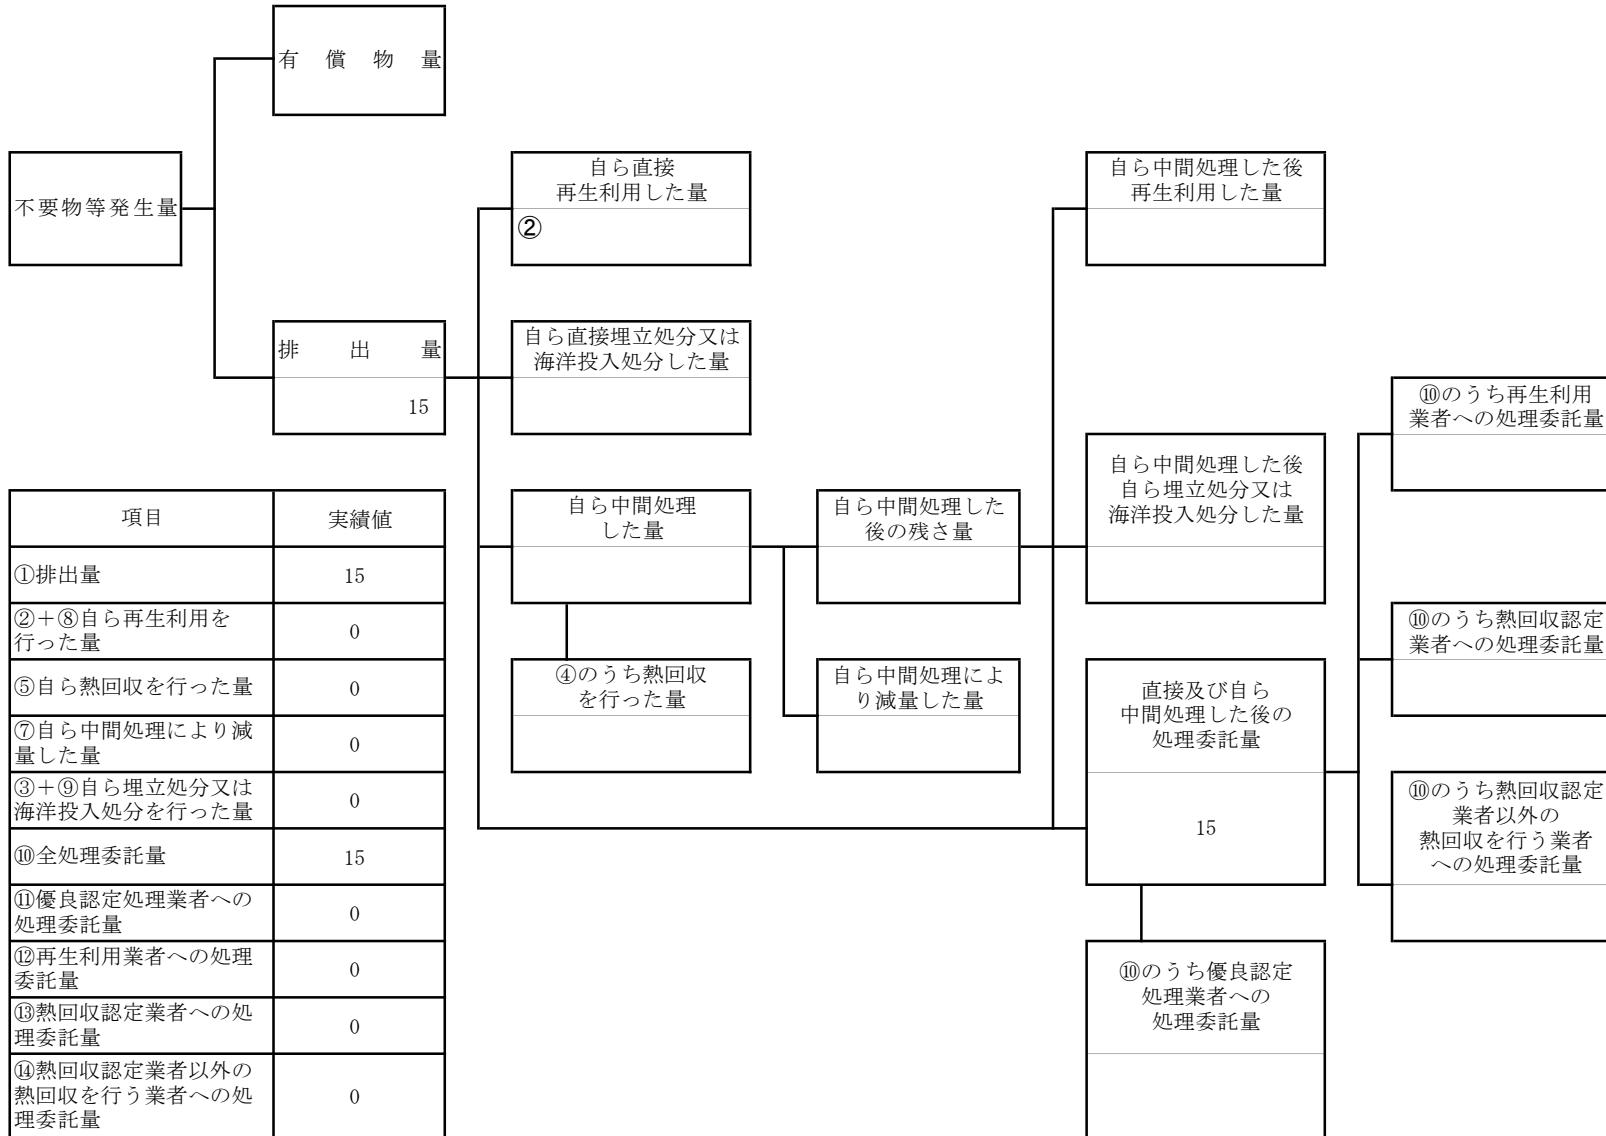 有償物量
不要物等発生量
自ら直接
再生利用した量
②
自ら中間処理した後
再生利用した量
排出量
15
自ら直接埋立処分又は
海洋投入処分した量
⑩のうち再生利用
業者への処理委託量
自ら中間処理した後
自ら埋立処分又は
海洋投入処分した量
自ら中間処理
した量
自ら中間処理した
後の残さ量
⑩のうち熱回収認定
業者への処理委託量
④のうち熱回収
を行った量
自ら中間処理によ
り減量した量
直接及び自ら
中間処理した後の
処理委託量
15
⑩のうち熱回収認定
業者以外の
熱回収を行う業者
への処理委託量
⑩のうち優良認定
処理業者への
処理委託量
項目 実績値
①排出量 15
②+⑧自ら再生利用を
行った量 0
⑤自ら熱回収を行った量 0
⑦自ら中間処理により減
量した量 0
③+⑨自ら埋立処分又は
海洋投入処分を行った量 0
⑩全処理委託量 15
⑪優良認定処理業者への
処理委託量 0
⑫再生利用業者への処理
委託量 0
⑬熱回収認定業者への処
理委託量 0
⑭熱回収認定業者以外の
熱回収を行う業者への処
理委託量 0